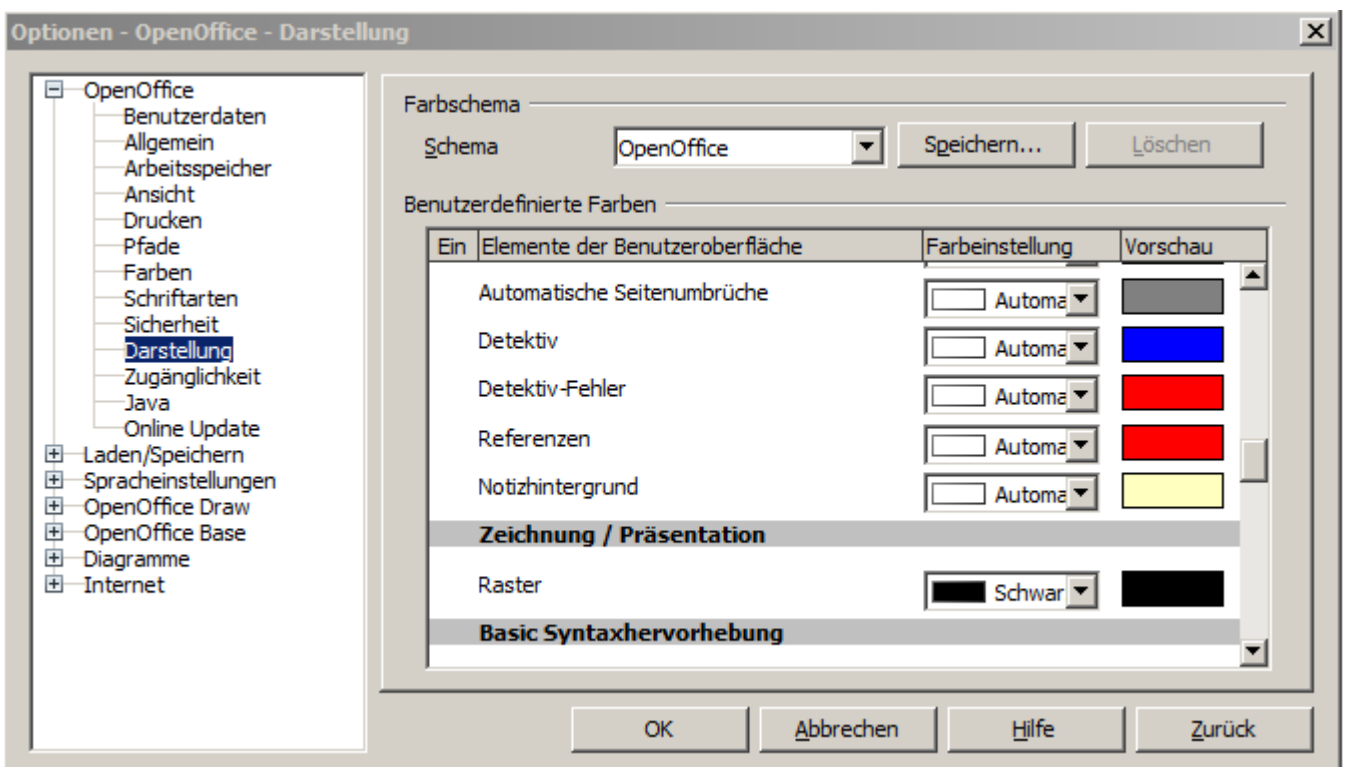 Optionen - OpenOffice - Darstellung
OpenOffice
Benutzerdaten
Allgemein
Arbeitsspeicher
Ansicht
Drucken
Pfade
Farben
Schriftarten
Sicherheit
Darstellung
Zugänglichkeit
Java
Online Update
Laden/Speichern
Spracheinstellungen
OpenOffice Draw
OpenOffice Base
Diagramme
Internet
Farbschema
Schema OpenOffice Speichern... Löschen
Benutzerdefinierte Farben
Ein Elemente der Benutzeroberfläche Farbeinstellung Vorschau
Automatische Seitenumbrüche Automa
Detektiv Automa
Detektiv-Fehler Automa
Referenzen Automa
Notizhintergrund Automa
Zeichnung / Präsentation
Raster Schwar
Basic Syntaxhervorhebung
OK Abbrechen Hilfe Zurück